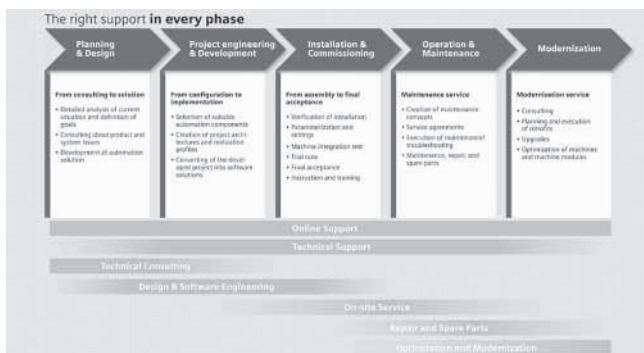 The right support in every phase
Planning
& Design
Project engineering
& Development
Installation &
Commissioning
Operation &
Maintenance
Modernization
From consulting to solution
• Detailed analysis of current
situation and definition of
goals
• Consulting about product and
system issues
• Development of automation
solution
From configuration to
implementation
• Selection of suitable
automation components
• Creation of project archi-
tectures and
profiles
• Converting of the devel-
oped project into software
solutions
From assembly to final
acceptance
• Verification of installation
• Parameterization and
settings
• Machine integration test
• Trial runs
• Final acceptance
• Instruction and training
Maintenance service
• Creation of maintenance
concepts
• Service agreements
• Execution of maintenance/
troubleshooting
• Maintenance, repair, and
spare parts
Modernization service
• Consulting
• Planning and execution
of retrofits
• Upgrades
• Optimization of machines
and machine modules
Online Support
Technical Support
Technical Consulting
Design & Software Engineering
On-site Service
Repair and Spare Parts
Optimization and Modernization